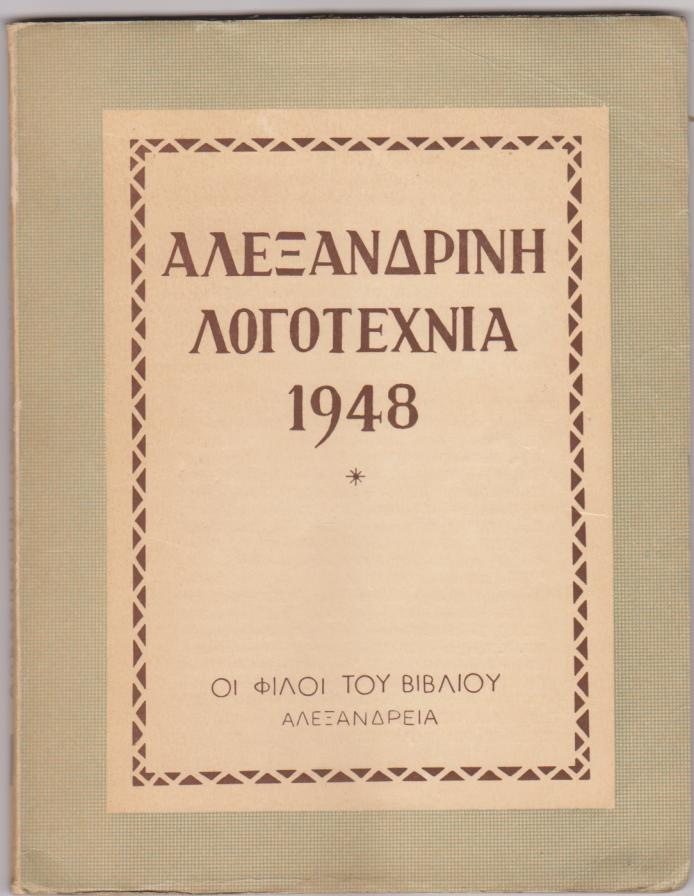 ΑΛΕΞΑΝΔΡΙΝΗ
ΛΟΓΟΤΕΧΝΙΑ
1948
*
ΟΙ ΦΙΛΟΙ ΤΟΥ ΒΙΒΛΙΟΥ
ΑΛΕΞΑΝΔΡΕΙΑ